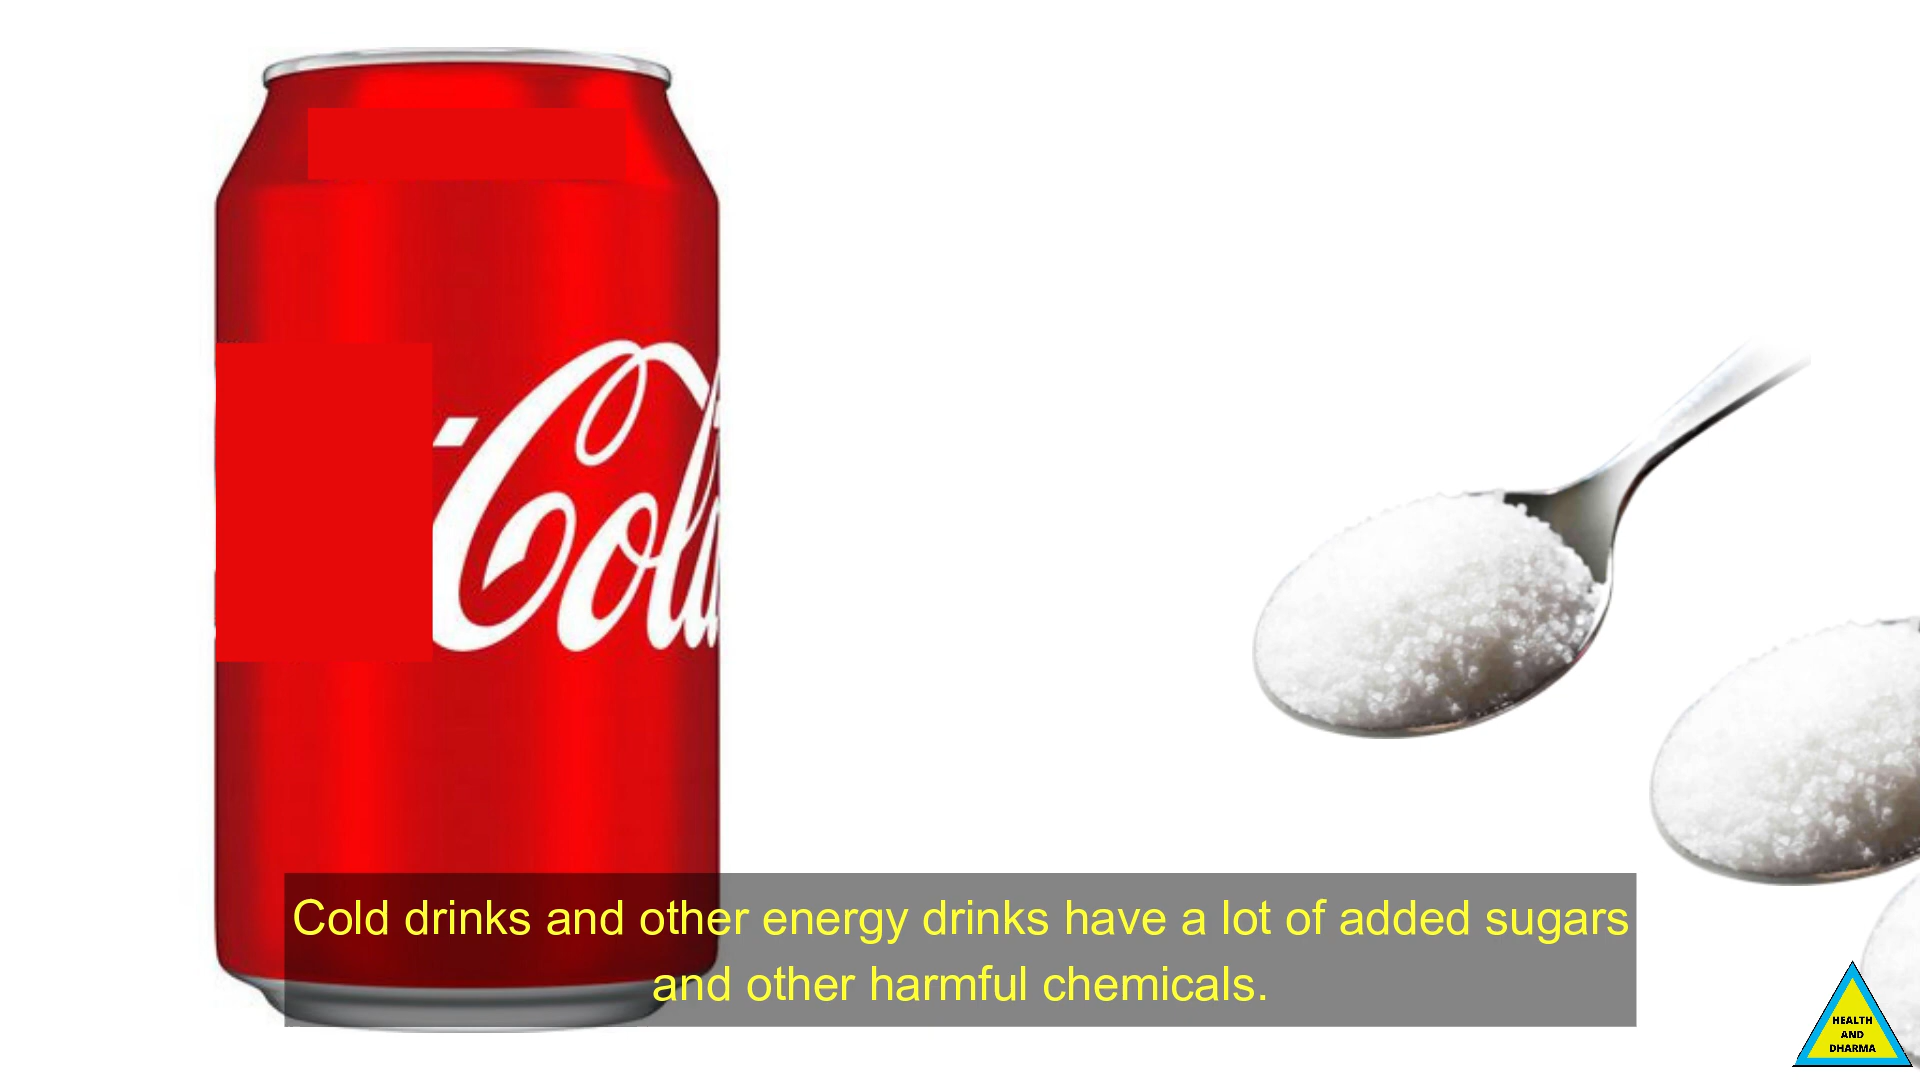 Cola
Cold drinks and other energy drinks have a lot of added sugars
and other harmful chemicals.
HEALTH
AND
DHARMA